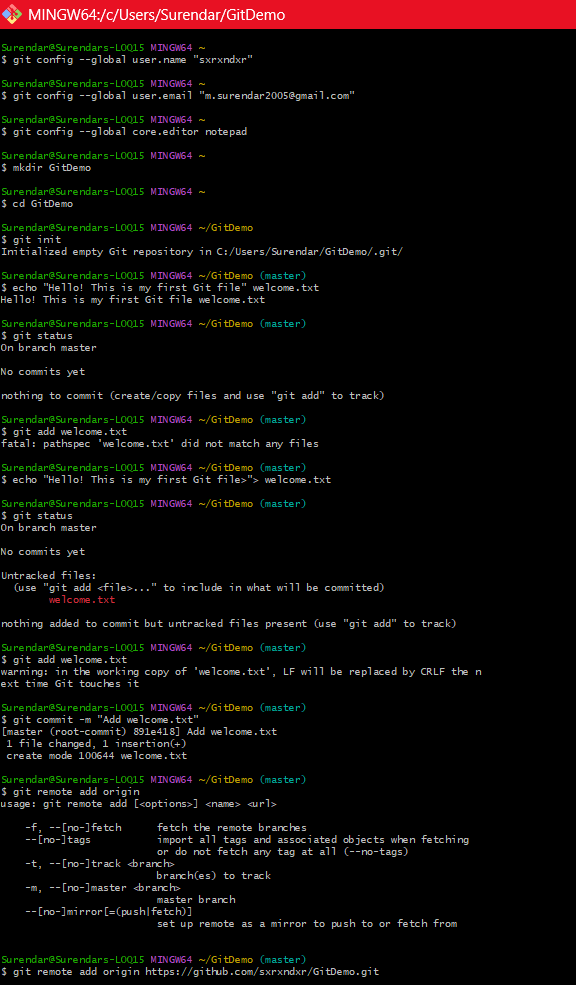 MINGW64:/c/Users/Surendar/GitDemo
Surendar@Surendars-LOQ15 MINGW64 ~
$ git config --global user.name "sxrxndxr"
Surendar@Surendars-LOQ15 MINGW64 ~
$ git config --global user.email "m.surendar2005@gmail.com"
Surendar@Surendars-LOQ15 MINGW64 ~
$ git config --global core.editor notepad
Surendar@Surendars-LOQ15 MINGW64 ~
$ mkdir GitDemo
Surendar@Surendars-LOQ15 MINGW64 ~
$ cd GitDemo
Surendar@Surendars-LOQ15 MINGW64 ~/GitDemo
$ git init
Initialized empty Git repository in C:/Users/Surendar/GitDemo/.git/
Surendar@Surendars-LOQ15 MINGW64 ~/GitDemo (master)
$ echo "Hello! This is my first Git file" welcome.txt
Hello! This is my first Git file welcome.txt
Surendar@Surendars-LOQ15 MINGW64 ~/GitDemo (master)
$ git status
On branch master
No commits yet
nothing to commit (create/copy files and use "git add" to track)
Surendar@Surendars-LOQ15 MINGW64 ~/GitDemo (master)
$ git add welcome.txt
fatal: pathspec 'welcome.txt' did not match any files
Surendar@Surendars-LOQ15 MINGW64 ~/GitDemo (master)
$ echo "Hello! This is my first Git file>"> welcome.txt
Surendar@Surendars-LOQ15 MINGW64 ~/GitDemo (master)
$ git status
On branch master
No commits yet
Untracked files:
  (use "git add <file>..." to include in what will be committed)
        welcome.txt
nothing added to commit but untracked files present (use "git add" to track)
Surendar@Surendars-LOQ15 MINGW64 ~/GitDemo (master)
$ git add welcome.txt
warning: in the working copy of 'welcome.txt', LF will be replaced by CRLF the n
ext time Git touches it
Surendar@Surendars-LOQ15 MINGW64 ~/GitDemo (master)
$ git commit -m "Add welcome.txt"
[master (root-commit) 891e418] Add welcome.txt
 1 file changed, 1 insertion(+)
 create mode 100644 welcome.txt
Surendar@Surendars-LOQ15 MINGW64 ~/GitDemo (master)
$ git remote add origin
usage: git remote add [<options>] <name> <url>
    -f, --[no-]fetch      fetch the remote branches
    --[no-]tags           import all tags and associated objects when fetching
                          or do not fetch any tag at all (--no-tags)
    -t, --[no-]track <branch>
                          branch(es) to track
    -m, --[no-]master <branch>
                          master branch
    --[no-]mirror[=(push|fetch)]
                          set up remote as a mirror to push to or fetch from
Surendar@Surendars-LOQ15 MINGW64 ~/GitDemo (master)
$ git remote add origin https://github.com/sxrxndxr/GitDemo.git